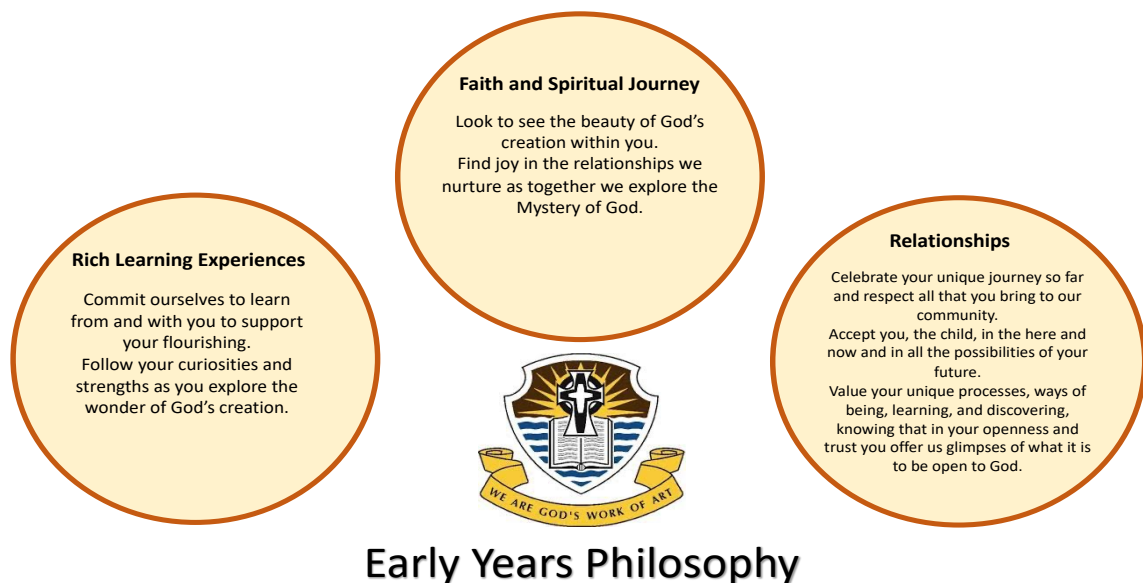 Faith and Spiritual Journey
Look to see the beauty of God's
creation within you.
Find joy in the relationships we
nurture as together we explore the
Mystery of God.
Rich Learning Experiences
Commit ourselves to learn
from and with you to support
your flourishing.
Follow your curiosities and
strengths as you explore the
wonder of God's creation.
Relationships
Celebrate your unique journey so far
and respect all that you bring to our
community.
Accept you, the child, in the here and
now and in all the possibilities of your
future.
Value your unique processes, ways of
being, learning, and discovering,
knowing that in your openness and
trust you offer us glimpses of what it is
to be open to God.
WE ARE GOD'S WORK OF ART
Early Years Philosophy